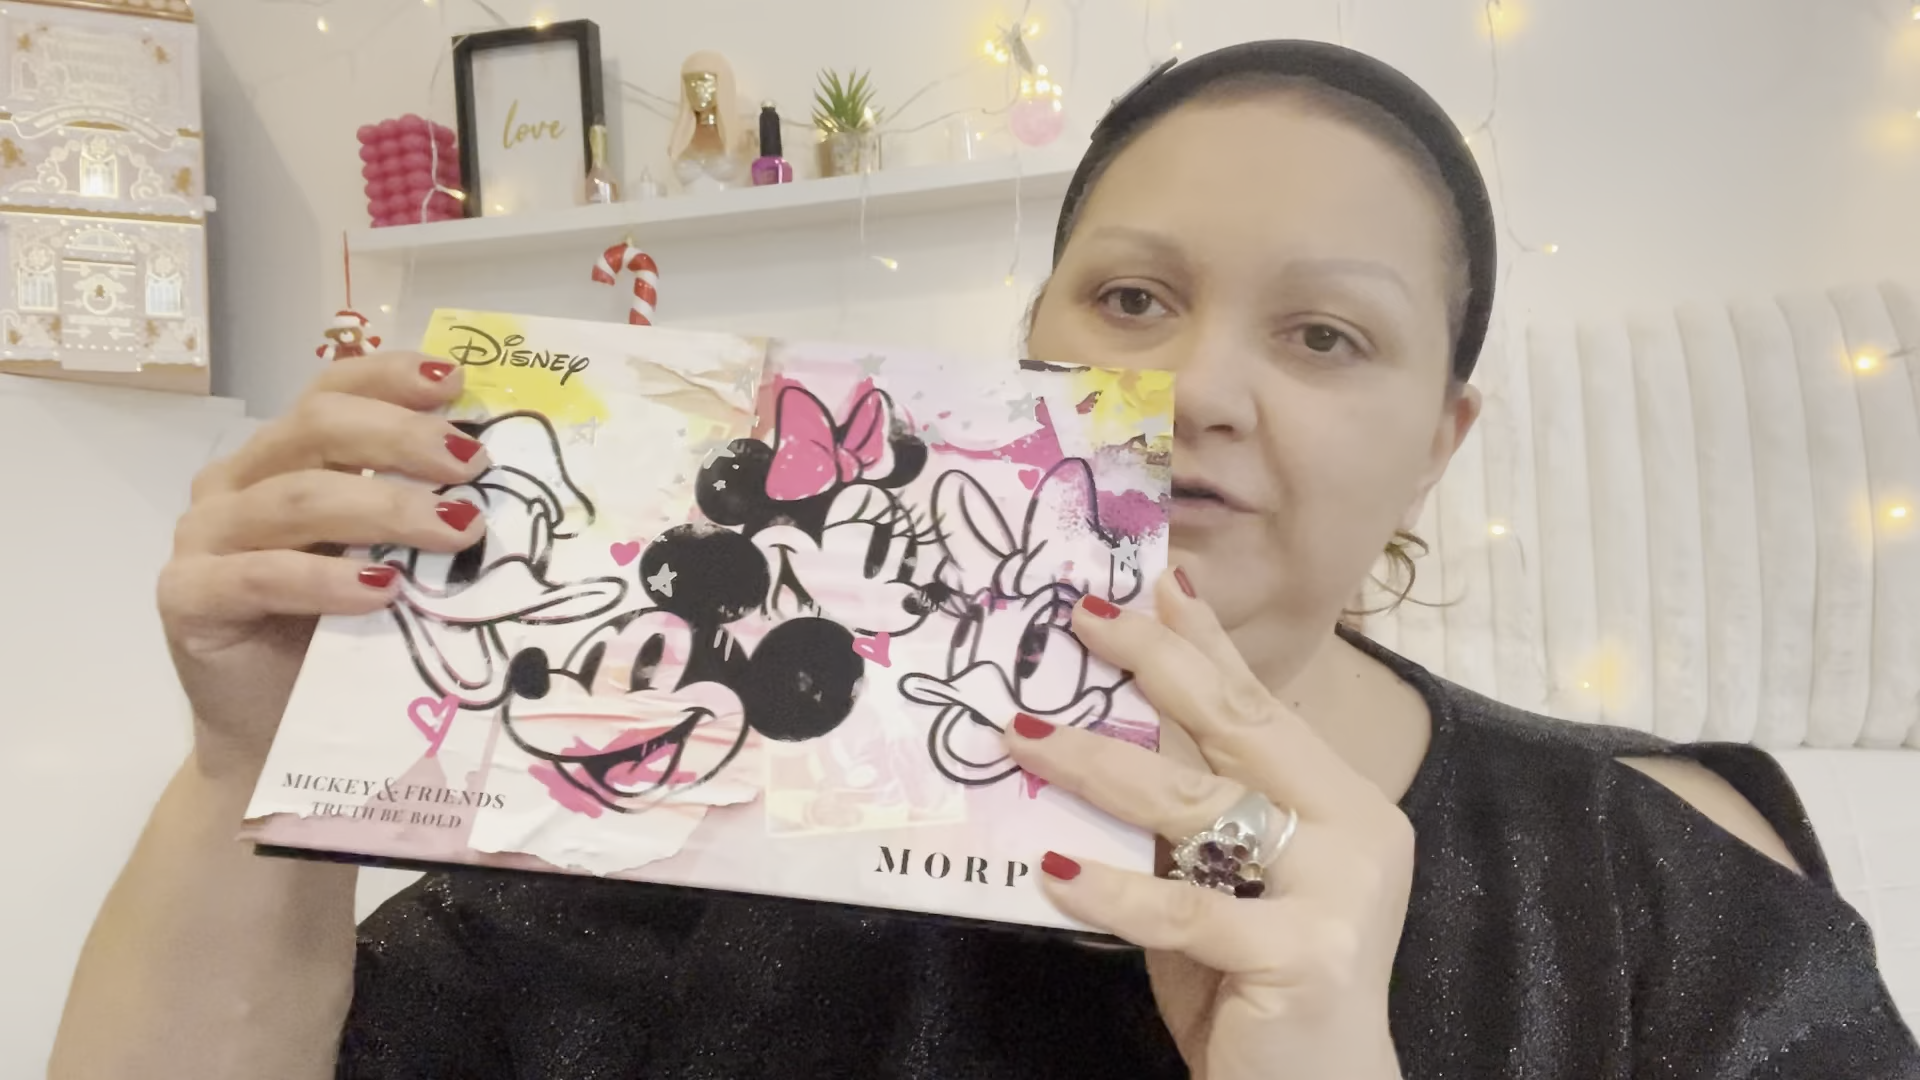 love
DISNEY
MICKEY & FRIENDS
TRUTH BE BOLD
MORP